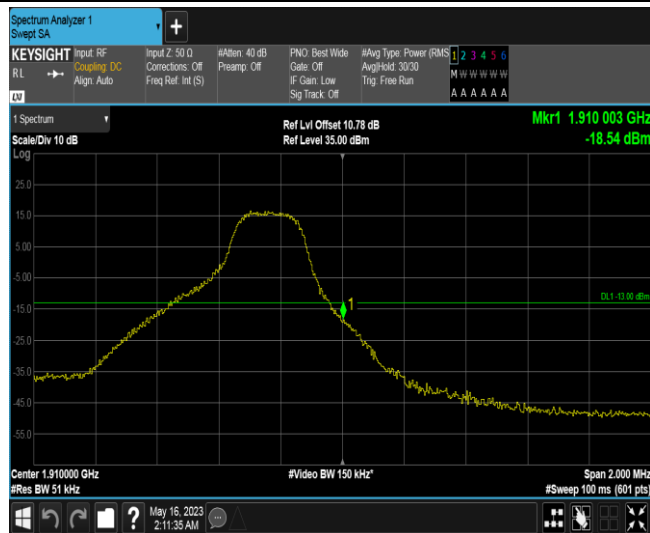 Spectrum Analyzer 1
Swept SA
+
KEYSIGHT
RL
Input: RF
Coupling: DC
Align: Auto
Input Z: 50 Ω
Corrections: Off
Freq Ref: Int (S)
#Atten: 40 dB
Preamp: Off
PNO: Best Wide
Gate: Off
IF Gain: Low
Sig Track: Off
#Avg Type: Power (RMS
Avg|Hold: 30/30
Trig: Free Run
1 2 3 4 5 6
M W W W W W
A A A A A A
1 Spectrum
Scale/Div 10 dB
Log
Ref Lvl Offset 10.78 dB
Ref Level 35.00 dBm
Mkr1 1.910 003 GHz
-18.54 dBm
25.0
15.0
5.00
-5.00
-15.0
-25.0
-35.0
-45.0
-55.0
DL1 -13.00 dBm
1
Center 1.910000 GHz
#Res BW 51 kHz
#Video BW 150 kHz*
Span 2.000 MHz
#Sweep 100 ms (601 pts)
?
May 16, 2023
2:11:35 AM